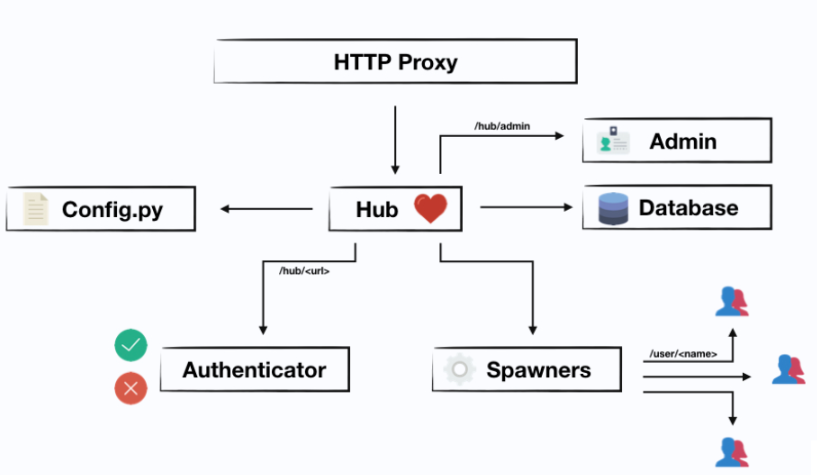 HTTP Proxy
/hub/admin
Admin
Config.py
Hub
Database
/hub/<url>
Authenticator
Spawners
/user/<name>